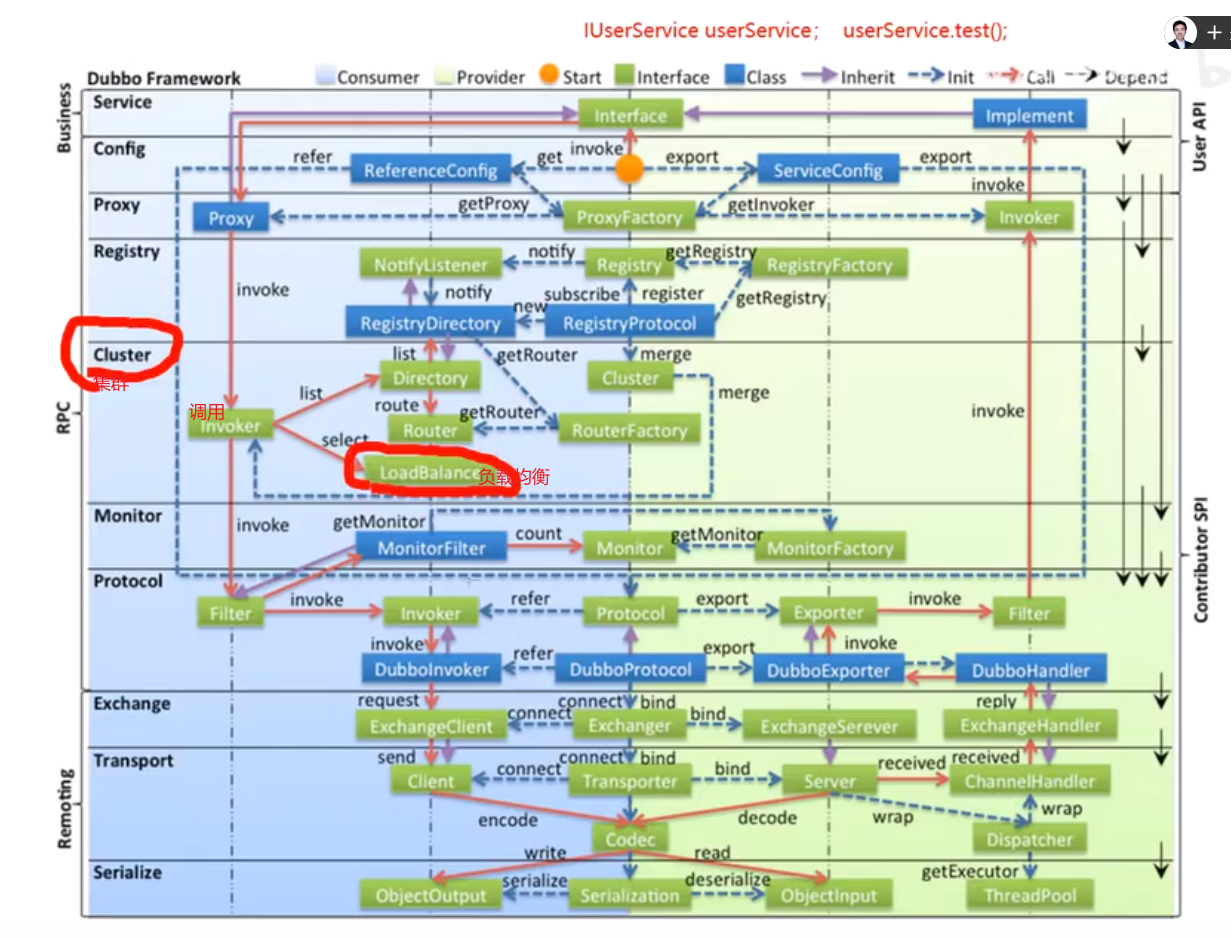 IUserService userService； userService.test();
Dubbo Framework Consumer Provider Start Interface Class Inherit Init Call Depend
Business
Service
Interface
Implement
User API
Config
refer
ReferenceConfig
get
invoke
export
ServiceConfig
export
invoke
Proxy
Proxy
getProxy
ProxyFactory
getInvoker
Invoker
Registry
NotifyListener
notify
Registry
getRegistry
RegistryFactory
invoke
notify
subscribe
register
getRegistry
RegistryDirectory
new
RegistryProtocol
RPC
Cluster
集群
list
getRouter
merge
Directory
Cluster
list
merge
调用
Invoker
route
Router
getRouter
RouterFactory
invoke
select
LoadBalance
负载均衡
Contributor SPI
Monitor
invoke
getMonitor
MonitorFilter
count
Monitor
getMonitor
MonitorFactory
Protocol
Filter
invoke
Invoker
refer
Protocol
export
Exporter
invoke
Filter
invoke
export
invoke
DubboInvoker
refer
DubboProtocol
DubboExporter
DubboHandler
Remoting
Exchange
request
connect
bind
reply
ExchangeClient
connect
Exchanger
bind
ExchangeSerever
ExchangeHandler
Transport
send
connect
bind
received
received
Client
connect
Transporter
bind
Server
ChannelHandler
encode
decode
wrap
wrap
Codec
Dispatcher
Serialize
write
read
getExecutor
ObjectOutput
serialize
Serialization
deserialize
ObjectInput
ThreadPool